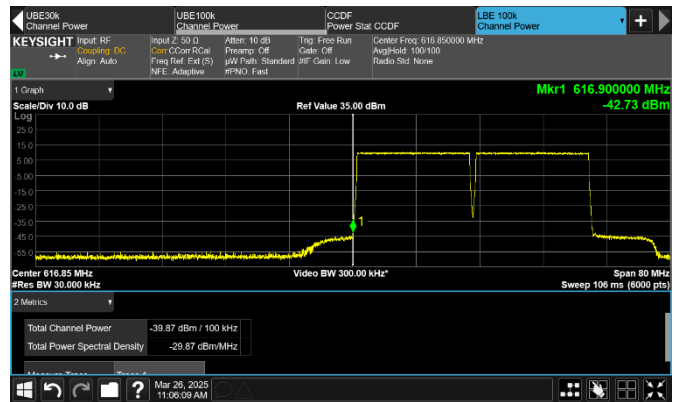 UBE30k
Channel Power
UBE100k
Channel Power
CCDF
Power Stat CCDF
LBE 100k
Channel Power
KEYSIGHT
Input: RF
Coupling: DC
Align: Auto
Input Z: 50 Ω
Corr CCorr RCal
Freq Ref: Ext (S)
NFE: Adaptive
Atten: 10 dB
Preamp: Off
µW Path: Standard
#PNO: Fast
Trig: Free Run
Gate: Off
#IF Gain: Low
Center Freq: 616.850000 MHz
Avg|Hold: 100/100
Radio Std: None
LXI
1 Graph
Mkr1 616.900000 MHz
Scale/Div 10.0 dB
Ref Value 35.00 dBm
-42.73 dBm
Log
25.0
15.0
5.00
-5.00
-15.0
-25.0
-35.0
-45.0
-55.0
1
Center 616.85 MHz
Video BW 300.00 kHz*
Span 80 MHz
#Res BW 30.000 kHz
Sweep 106 ms (6000 pts)
2 Metrics
Total Channel Power
-39.87 dBm / 100 kHz
Total Power Spectral Density
-29.87 dBm/MHz
Measure Trace
Trace 1
?
Mar 26, 2025
11:06:09 AM